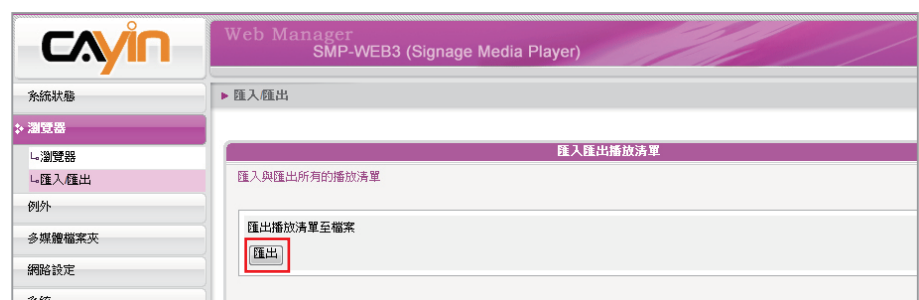 CAYIN
Web Manager
SMP-WEB3 (Signage Media Player)
系統狀態
匯入/匯出
瀏覽器
瀏覽器
匯入/匯出
例外
多媒體檔案夾
網路設定
系統
匯入匯出播放清單
匯入與匯出所有的播放清單
匯出播放清單至檔案
匯出